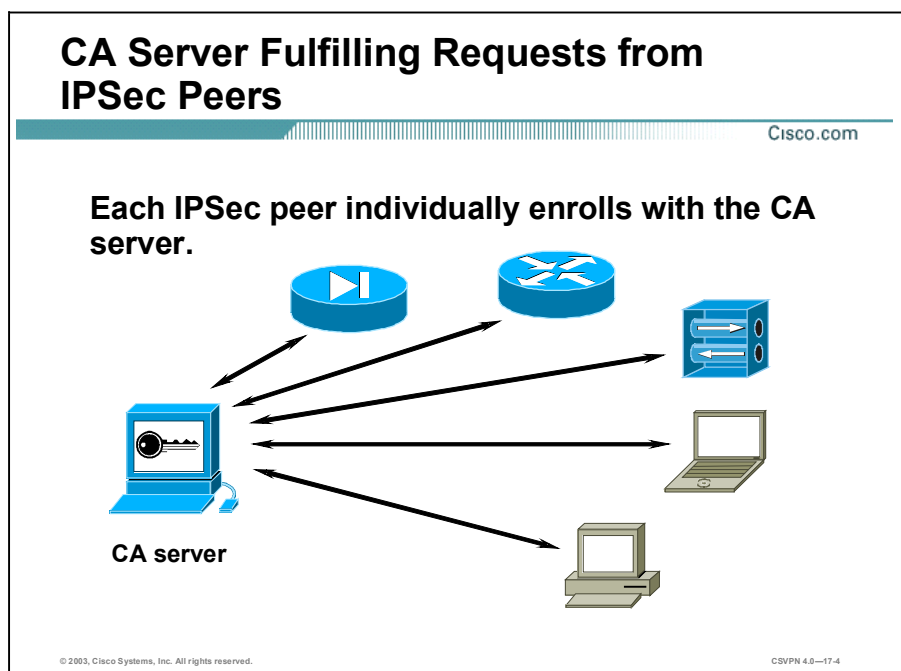 CA Server Fulfilling Requests from
IPSec Peers
Cisco.com
Each IPSec peer individually enrolls with the CA
server.
CA server
© 2003, Cisco Systems, Inc. All rights reserved.
CSVPN 4.0—17-4